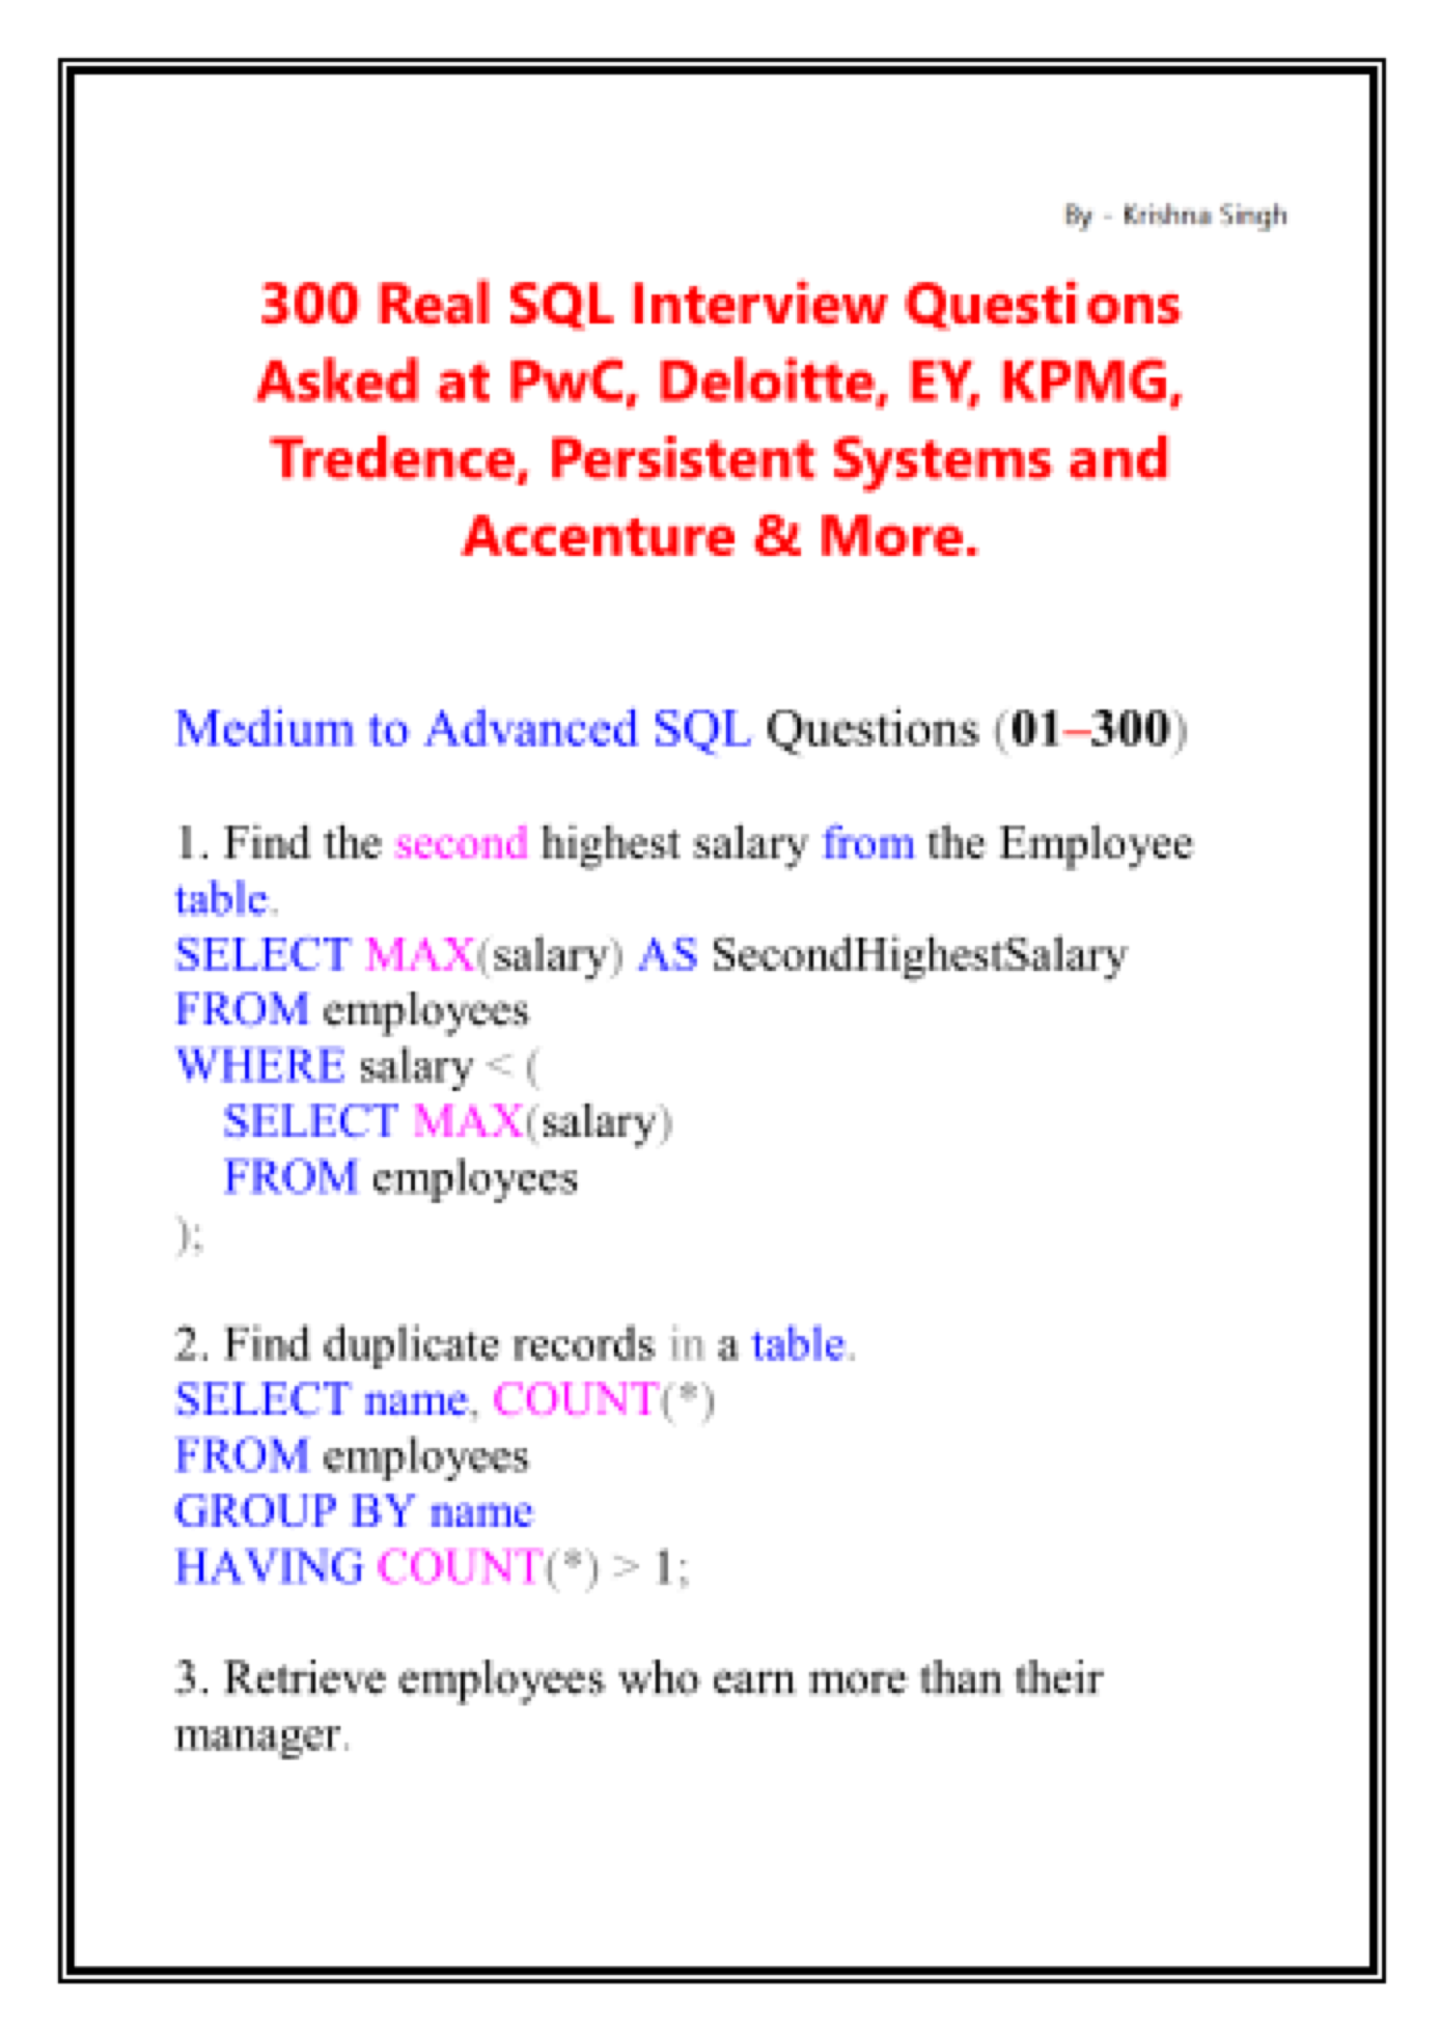 By - Krishna Singh
300 Real SQL Interview Questions
Asked at PwC, Deloitte, EY, KPMG,
Tredence, Persistent Systems and
Accenture & More.
Medium to Advanced SQL Questions (01–300)
1. Find the second highest salary from the Employee
table.
SELECT MAX(salary) AS SecondHighestSalary
FROM employees
WHERE salary < (
SELECT MAX(salary)
FROM employees
);
2. Find duplicate records in a table.
SELECT name, COUNT(*)
FROM employees
GROUP BY name
HAVING COUNT(*) > 1;
3. Retrieve employees who earn more than their
manager.